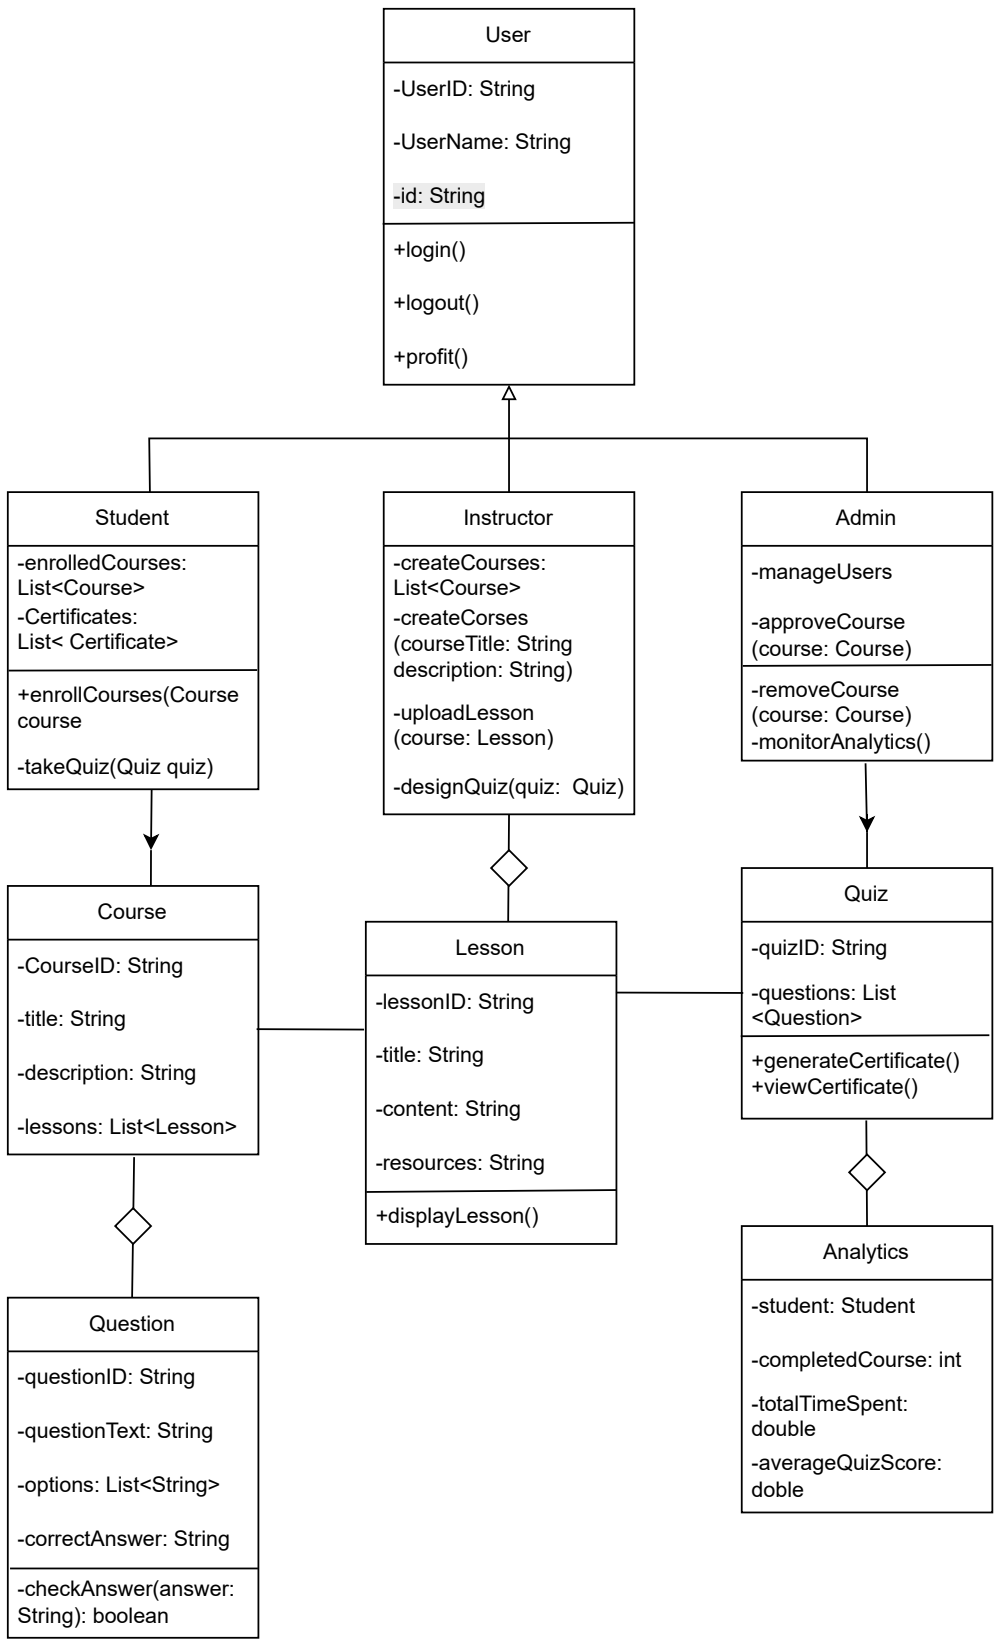 User
-UserID: String
-UserName: String
-id: String
+login()
+logout()
+profit()
Student
-enrolledCourses:
List<Course>
-Certificates:
List< Certificate>
+enrollCourses(Course
course
-takeQuiz(Quiz quiz)
Instructor
-createCourses:
List<Course>
-createCorses
(courseTitle: String
description: String)
-uploadLesson
(course: Lesson)
-designQuiz(quiz:  Quiz)
Admin
-manageUsers
-approveCourse
(course: Course)
-removeCourse
(course: Course)
-monitorAnalytics()
Course
-CourseID: String
-title: String
-description: String
-lessons: List<Lesson>
Lesson
-lessonID: String
-title: String
-content: String
-resources: String
+displayLesson()
Quiz
-quizID: String
-questions: List
<Question>
+generateCertificate()
+viewCertificate()
Question
-questionID: String
-questionText: String
-options: List<String>
-correctAnswer: String
-checkAnswer(answer:
String): boolean
Analytics
-student: Student
-completedCourse: int
-totalTimeSpent:
double
-averageQuizScore:
doble